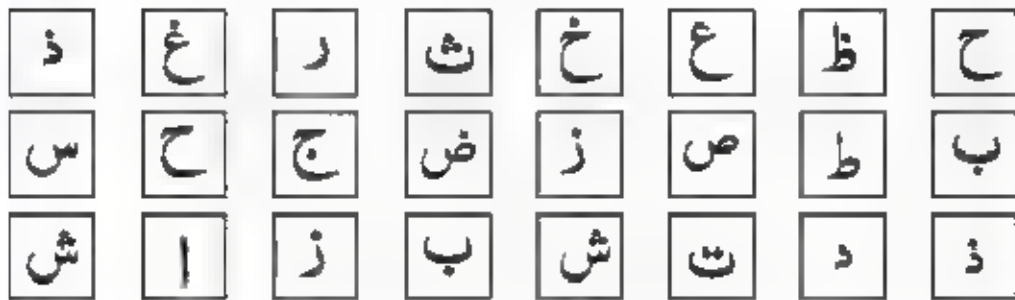 ح ظ ع خ ث ر غ ذ
ب ط ص ز ض ج ح س
ذ د ت ش ب ز ا ش